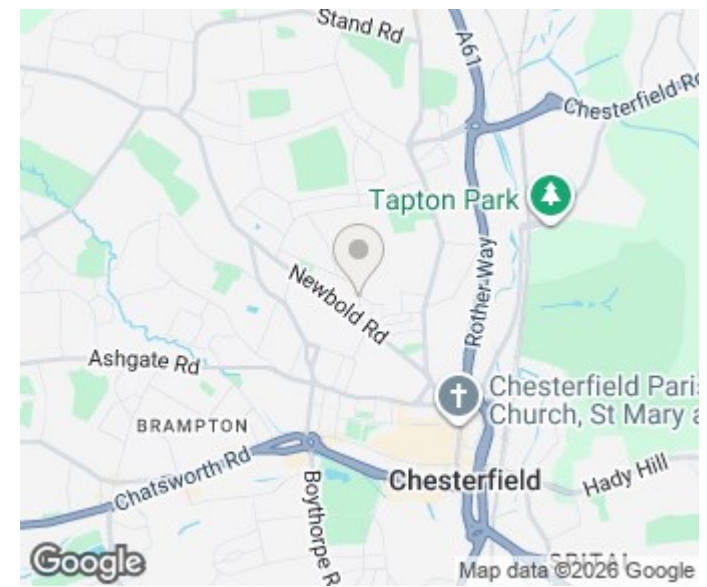 Stand Rd
A61
Chesterfield Rd
Tapton Park
Rother Way
Newbold Rd
Ashgate Rd
Chesterfield Paris
Church, St Mary a
BRAMPTON
Chatsworth Rd
Boythorpe R
Chesterfield
Hady Hill
SPITAL
Google
Map data ©2026 Google